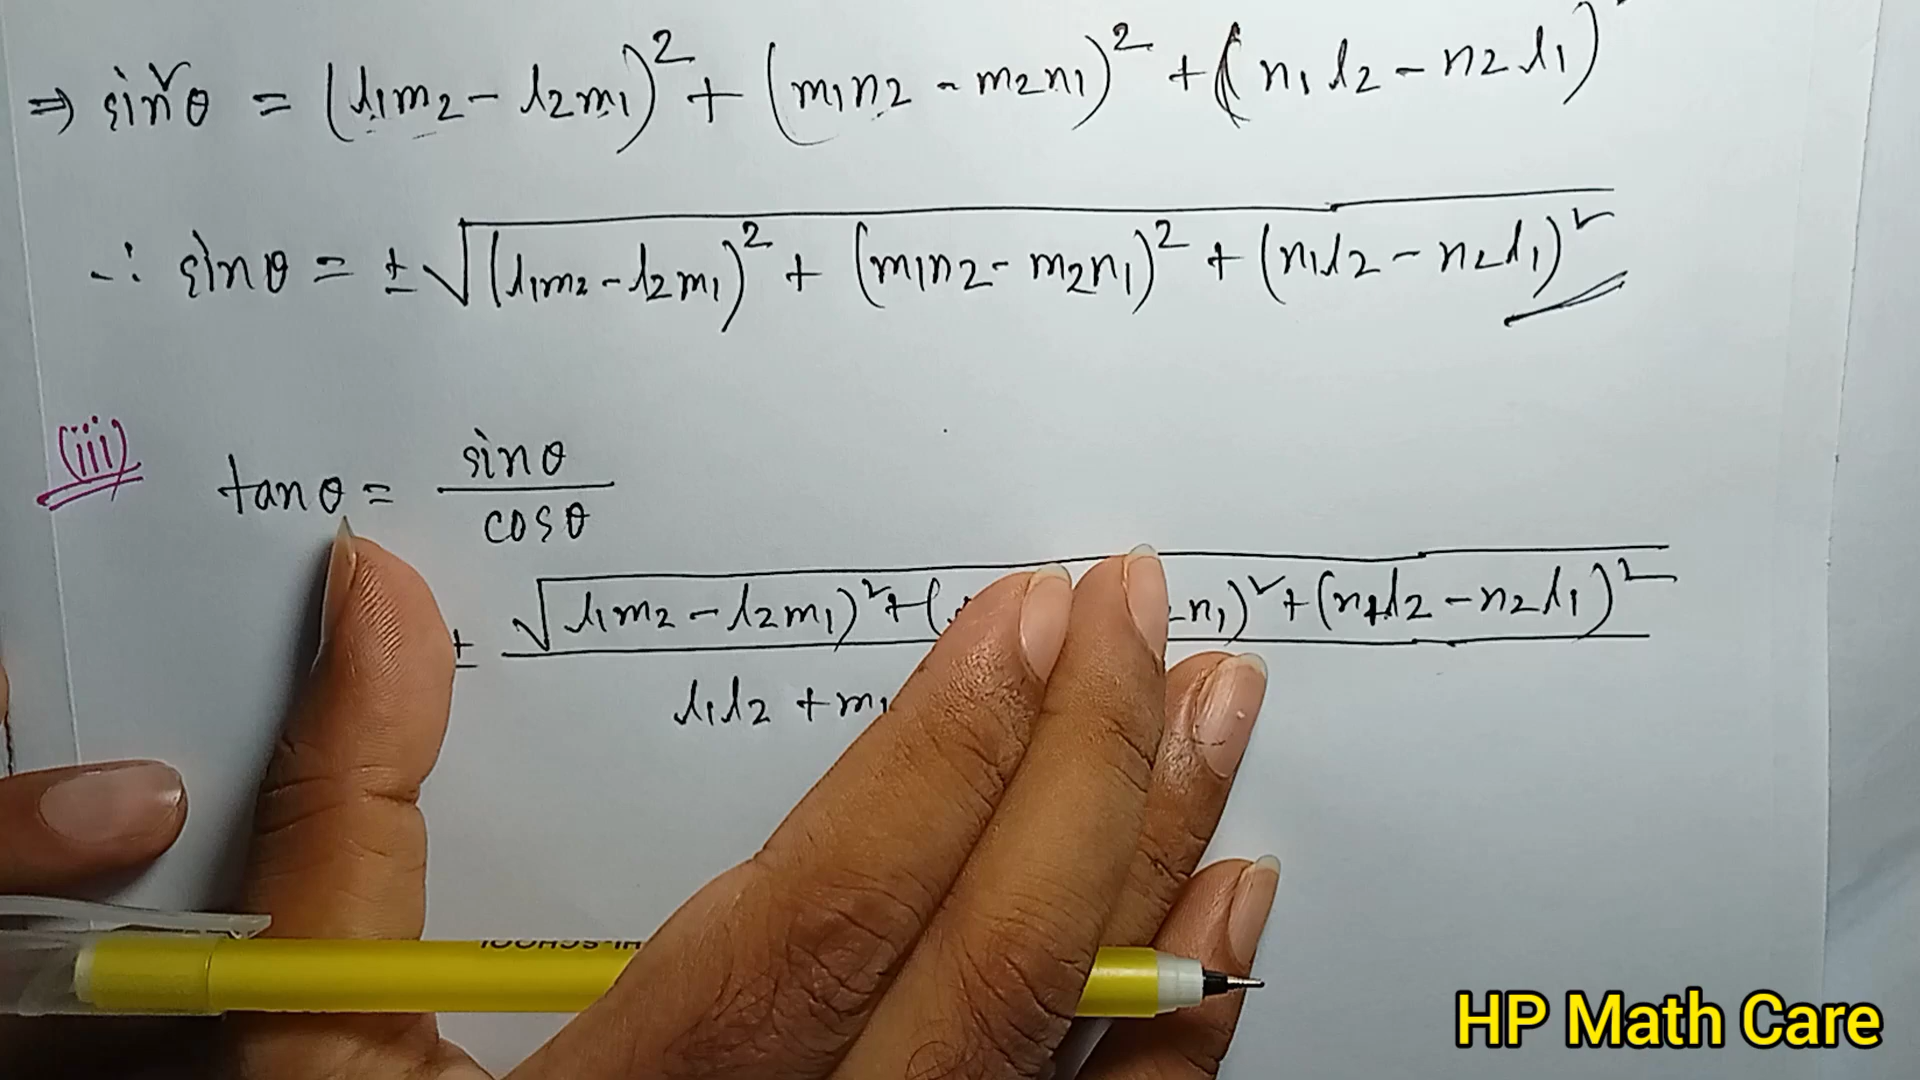 ⇒ sin²θ = (l₁m₂ - l₂m₁)² + (m₁n₂ - m₂n₁)² + (n₁l₂ - n₂l₁)²
∴ sinθ = ±√(l₁m₂ - l₂m₁)² + (m₁n₂ - m₂n₁)² + (n₁l₂ - n₂l₁)²
(iii) tanθ = sinθ / cosθ
± √l₁m₂ - l₂m₁)² + ( n₁)² + (n₁l₂ - n₂l₁)²
l₁l₂ + m₁
HP Math Care